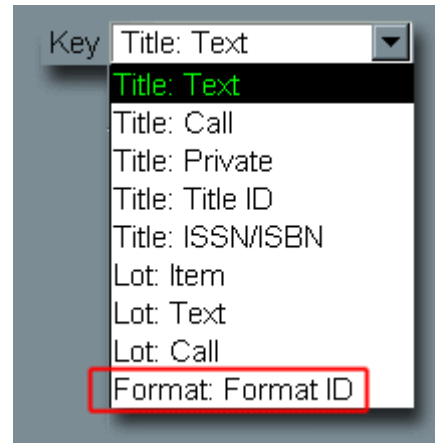 Key Title: Text
Title: Text
Title: Call
Title: Private
Title: Title ID
Title: ISSN/ISBN
Lot: Item
Lot: Text
Lot: Call
Format: Format ID